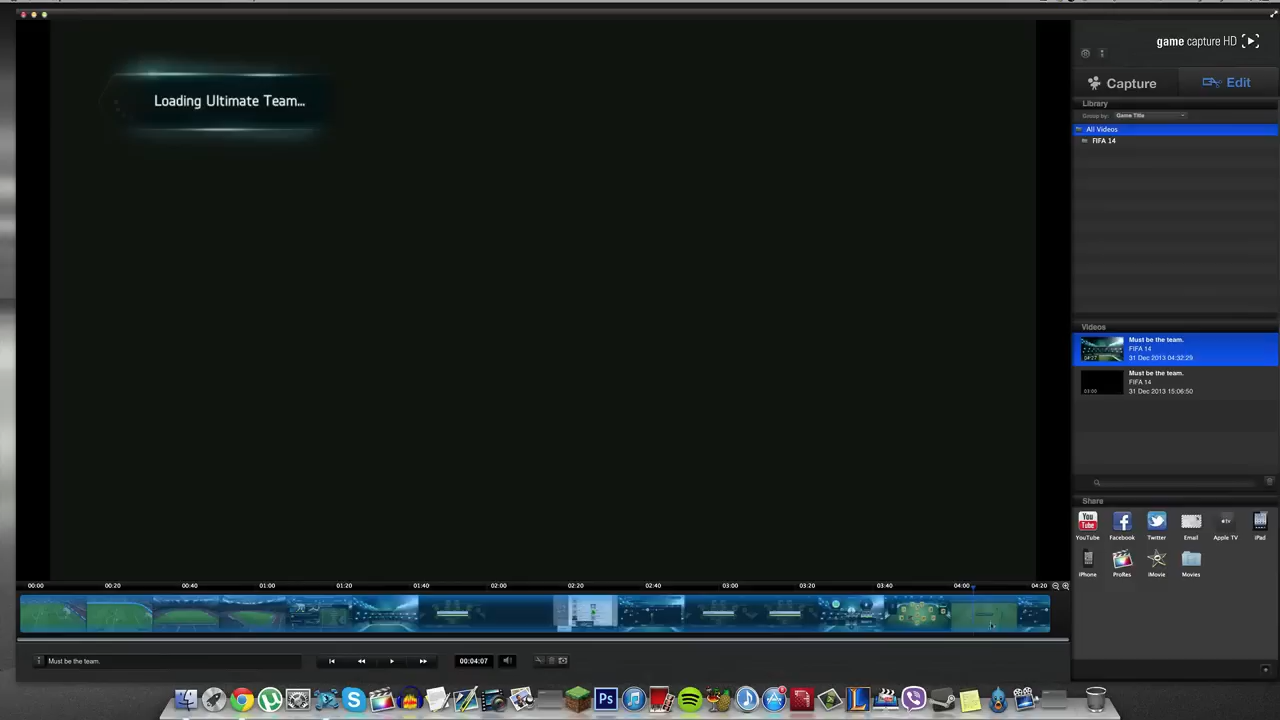 game capture HD
Loading Ultimate Team...
Capture
Edit
Library
Group by: Game Title
All Videos
FIFA 14
Videos
Must be the team.
FIFA 14
31 Dec 2013 04:32:29
04:27
Must be the team.
FIFA 14
31 Dec 2013 15:06:50
Share
YouTube
Facebook
Twitter
Email
Apple TV
iPad
iPhone
ProRes
iMovie
Movies
00:00 00:20 00:40 01:00 01:20 01:40 02:00 02:20 02:40 03:00 03:20 03:40 04:00 04:20
Must be the team.
00:04:07
Ps